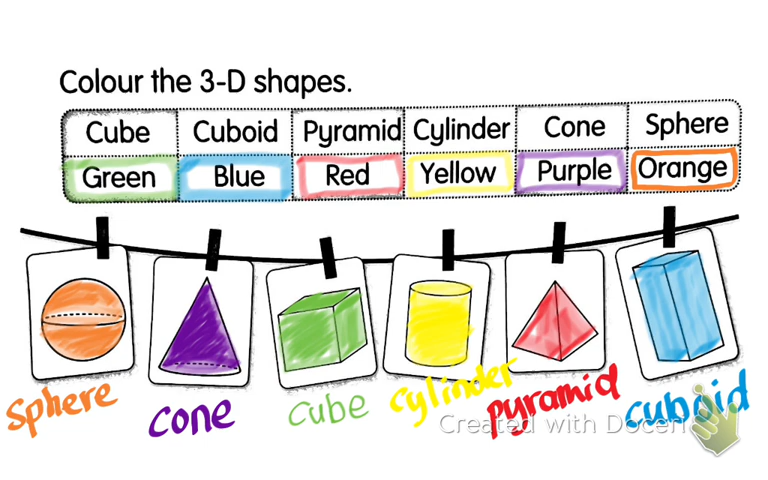 Colour the 3-D shapes.
Cube Cuboid Pyramid Cylinder Cone Sphere
Green Blue Red Yellow Purple Orange
sphere cone cube cylinder pyramid cuboid
Created with Doceri